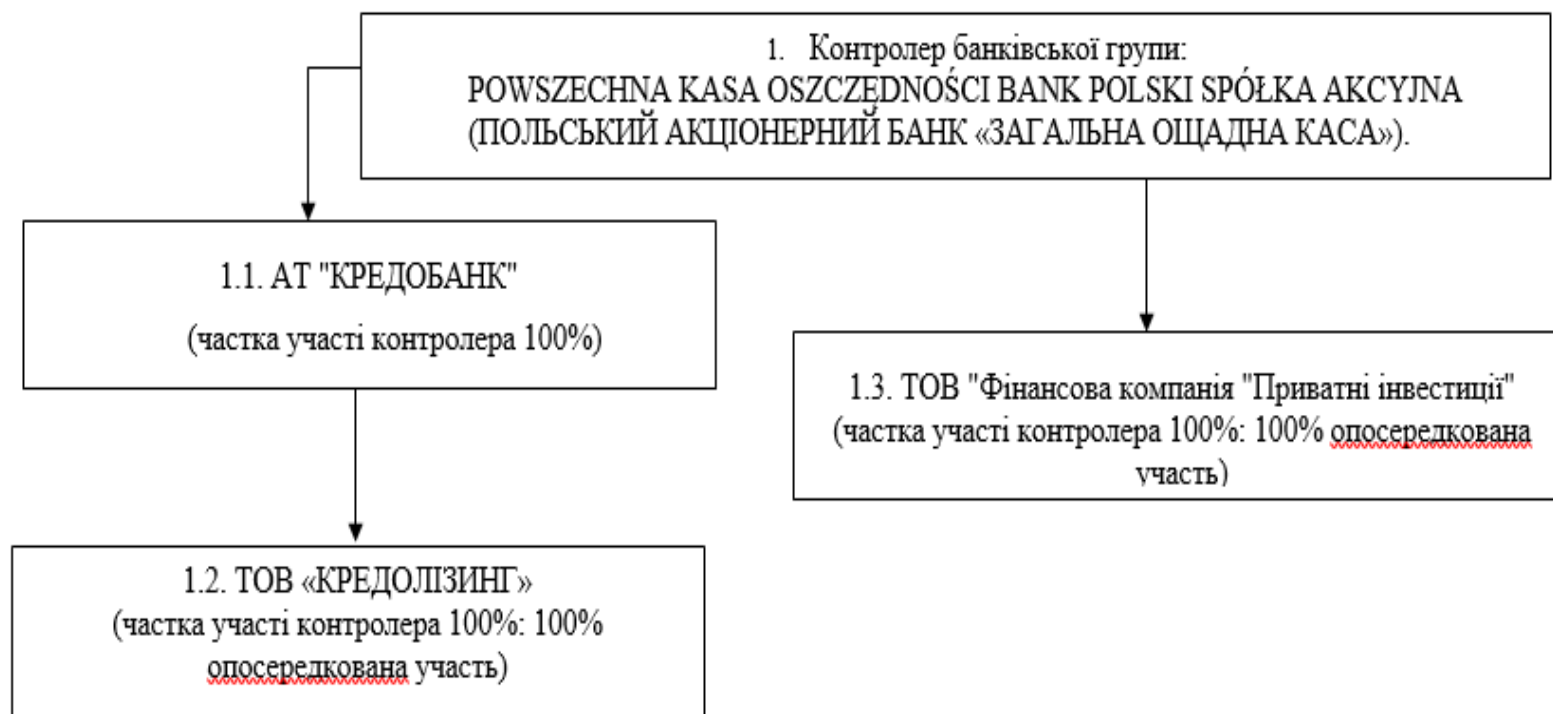 1. Контролер банківської групи:
POWSZECHNA KASA OSZCZĘDNOŚCI BANK POLSKI SPÓŁKA AKCYJNA
(ПОЛЬСЬКИЙ АКЦІОНЕРНИЙ БАНК «ЗАГАЛЬНА ОЩАДНА КАСА»).
1.1. АТ "КРЕДОБАНК"
(частка участі контролера 100%)
1.3. ТОВ "Фінансова компанія "Приватні інвестиції"
(частка участі контролера 100%: 100% опосередкована
участь)
1.2. ТОВ «КРЕДОЛІЗИНГ»
(частка участі контролера 100%: 100%
опосередкована участь)